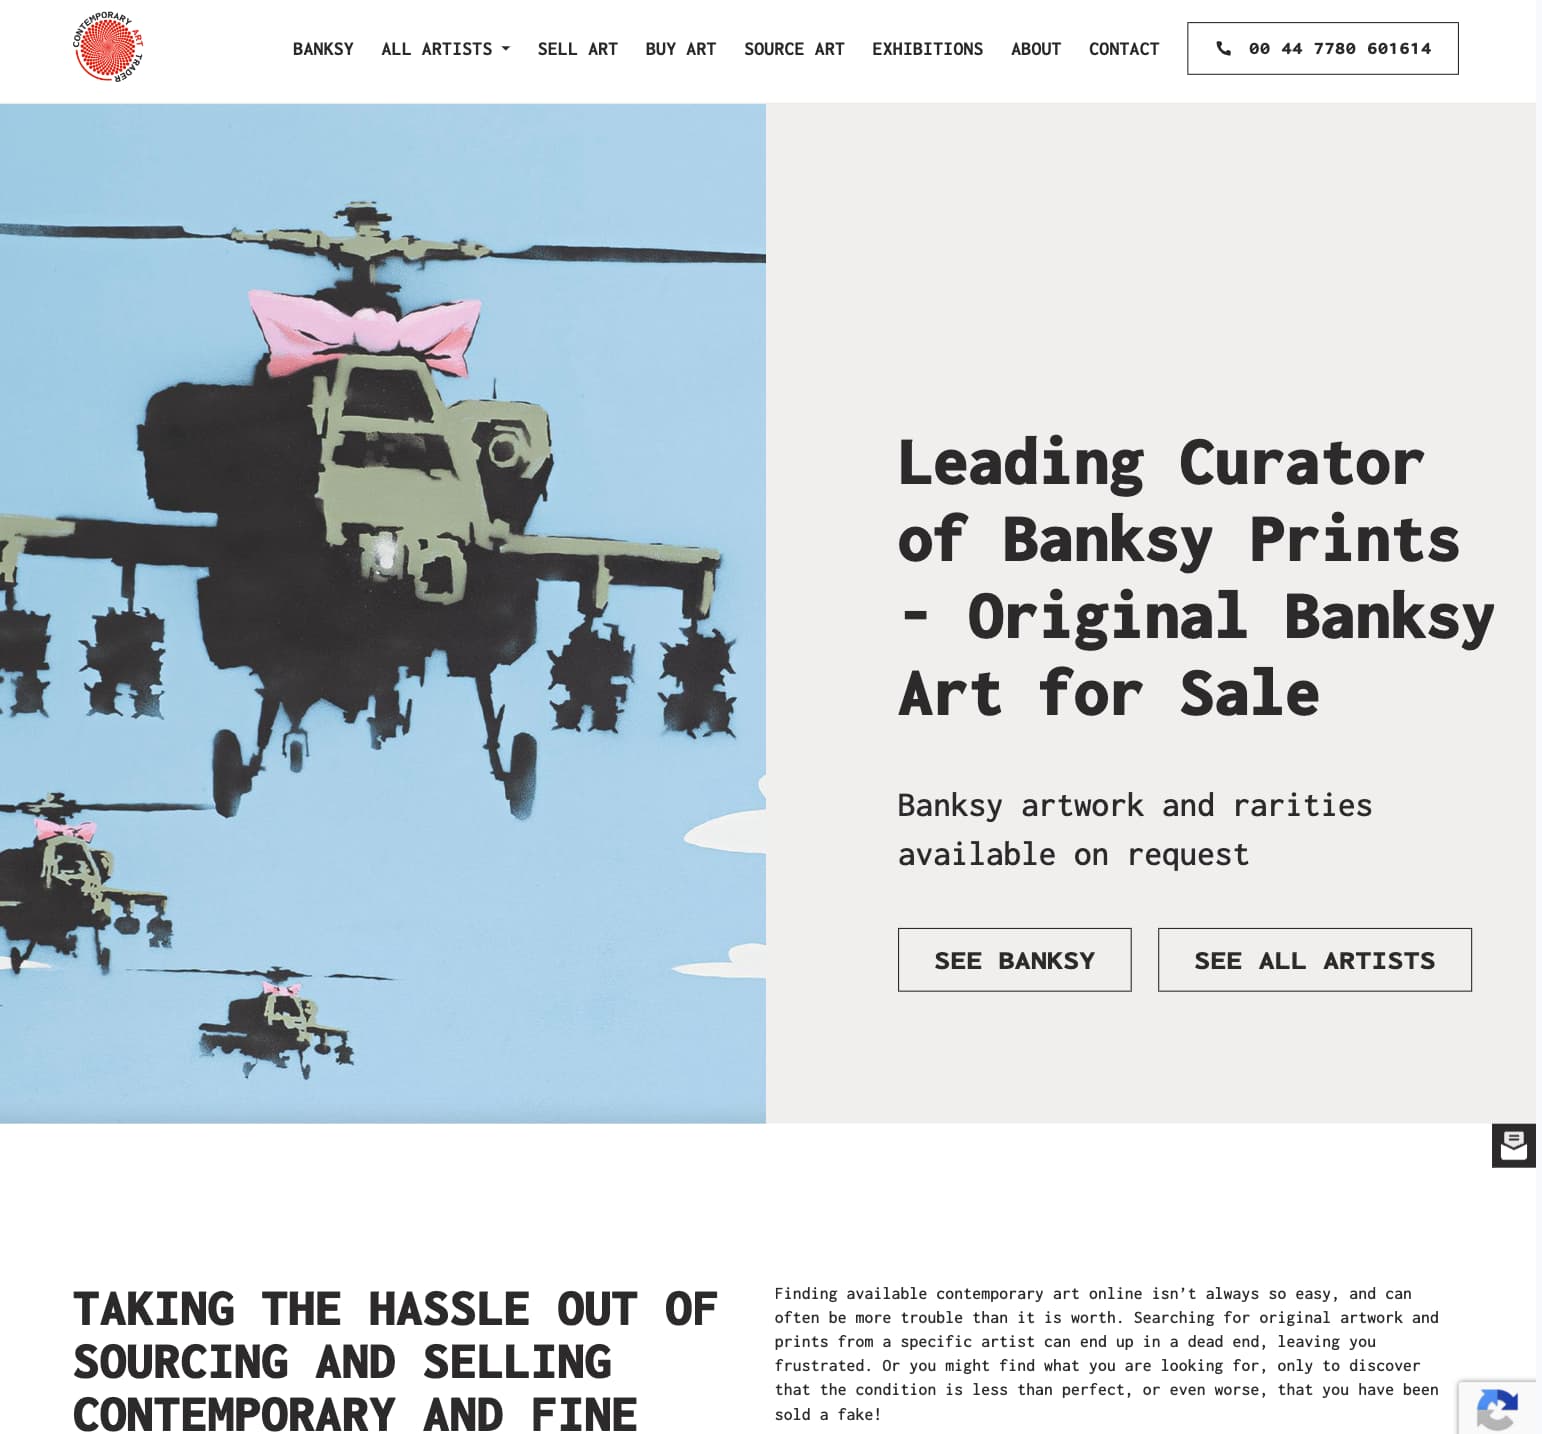 CONTEMPORARY ART TRADER
BANKSY
ALL ARTISTS
SELL ART
BUY ART
SOURCE ART
EXHIBITIONS
ABOUT
CONTACT
00 44 7780 601614
Leading Curator
of Banksy Prints
- Original Banksy
Art for Sale
Banksy artwork and rarities
available on request
SEE BANKSY
SEE ALL ARTISTS
TAKING THE HASSLE OUT OF
SOURCING AND SELLING
CONTEMPORARY AND FINE
Finding available contemporary art online isn’t always so easy, and can
often be more trouble than it is worth. Searching for original artwork and
prints from a specific artist can end up in a dead end, leaving you
frustrated. Or you might find what you are looking for, only to discover
that the condition is less than perfect, or even worse, that you have been
sold a fake!